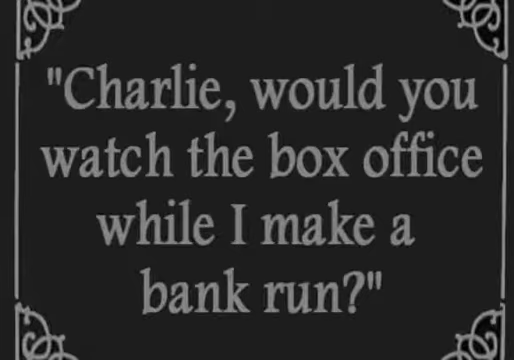 "Charlie, would you
watch the box office
while I make a
bank run?"